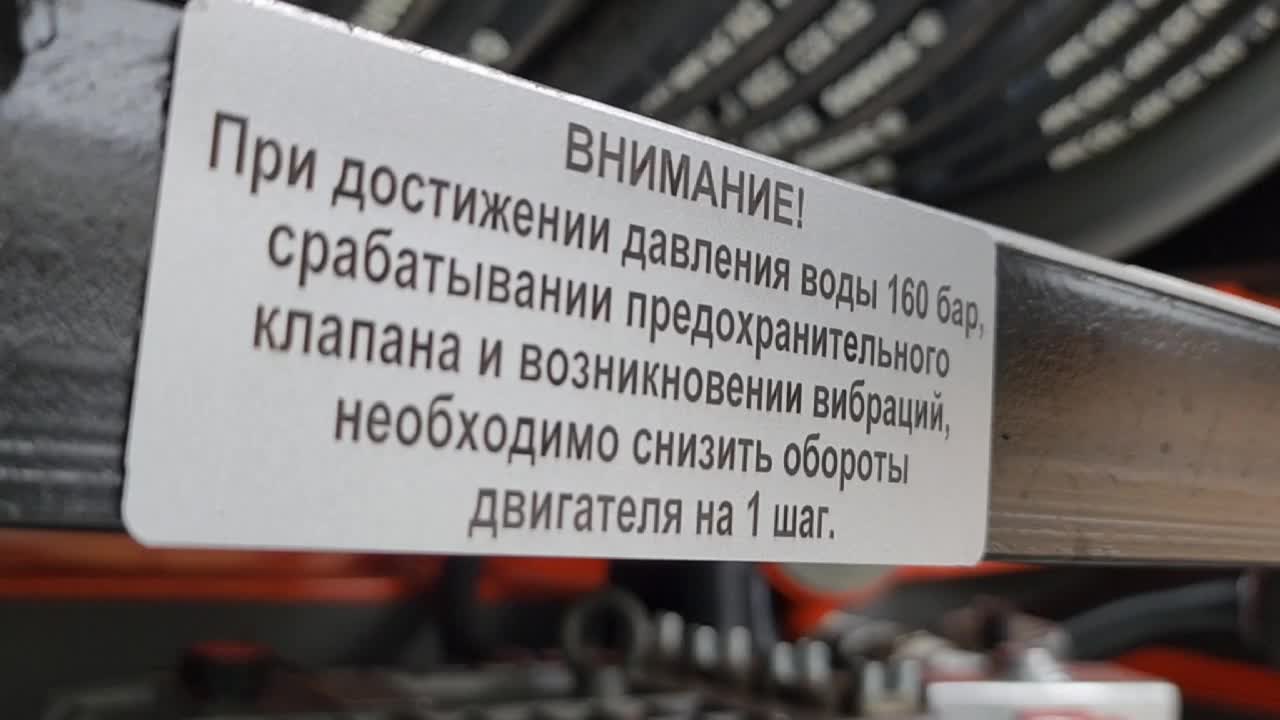 ВНИМАНИЕ!
При достижении давления воды 160 бар,
срабатывании предохранительного
клапана и возникновении вибраций,
необходимо снизить обороты
двигателя на 1 шаг.